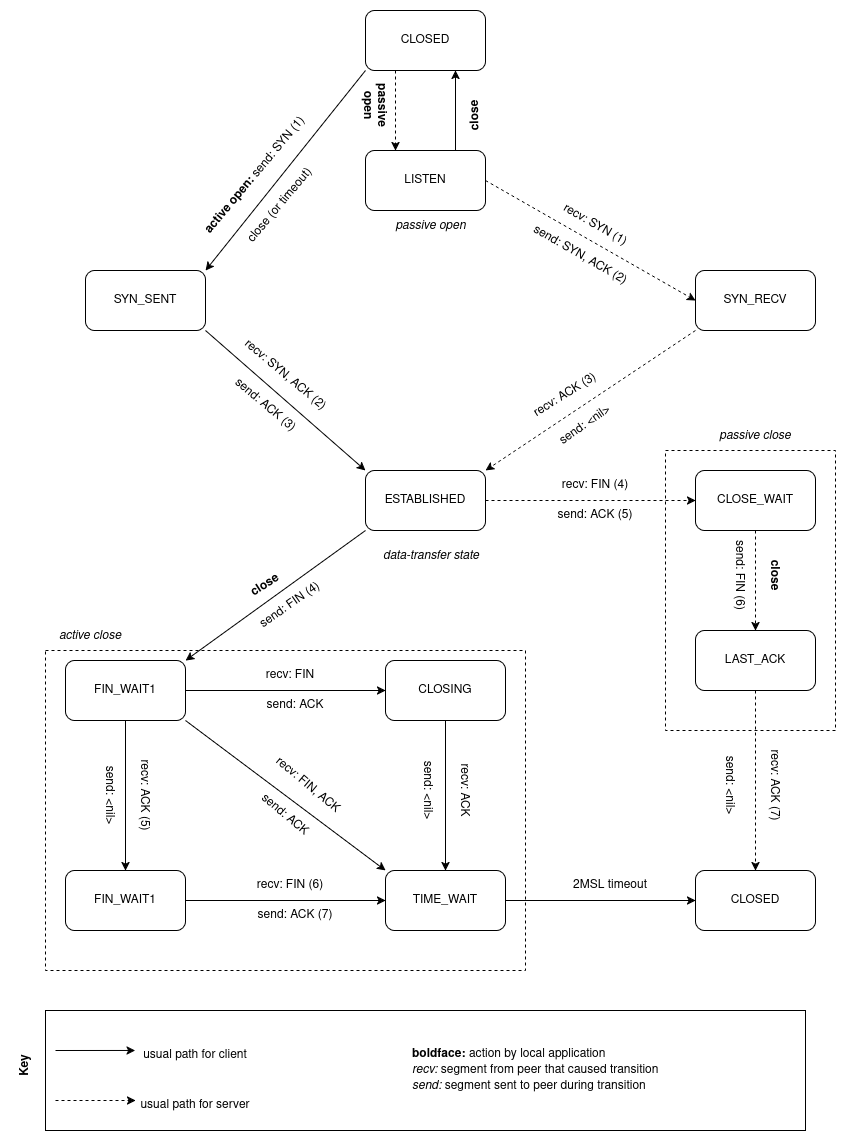 CLOSED
passive
open
close
active open: send: SYN (1)
close (or timeout)
LISTEN
passive open
recv: SYN (1)
send: SYN, ACK (2)
SYN_SENT
SYN_RECV
recv: SYN, ACK (2)
send: ACK (3)
recv: ACK (3)
send: <nil>
passive close
ESTABLISHED
recv: FIN (4)
send: ACK (5)
CLOSE_WAIT
data-transfer state
close
send: FIN (4)
send: FIN (6)
close
active close
LAST_ACK
FIN_WAIT1
recv: FIN
send: ACK
CLOSING
send: <nil>
recv: ACK (5)
recv: FIN, ACK
send: ACK
send: <nil>
recv: ACK
send: <nil>
recv: ACK (7)
FIN_WAIT1
recv: FIN (6)
send: ACK (7)
TIME_WAIT
2MSL timeout
CLOSED
Key
usual path for client
usual path for server
boldface: action by local application
recv: segment from peer that caused transition
send: segment sent to peer during transition